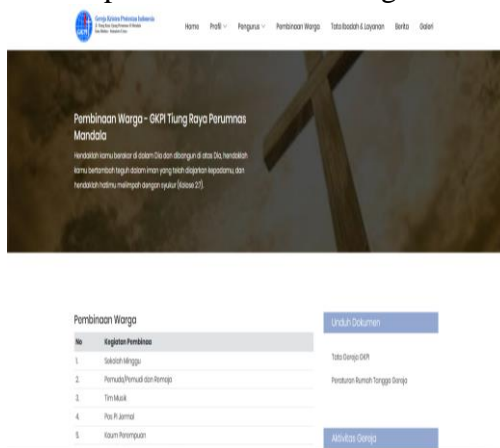 Gereja Kristen Protestan Indonesia
Home Profil Pengurus Pembinaan Warga Tata Ibadah & Layanan Berita Galeri
Pembinaan Warga - GKPI Tiung Raya Perumnas
Mandala
Hendaklah kamu berakar di dalam Dia dan dibangun di atas Dia, hendaklah
kamu bertambah teguh dalam iman yang telah diajarkan kepadamu, dan
hendaklah hatimu melimpah dengan syukur (Kolose 2:7).
Pembinaan Warga
No Kegiatan Pembinaa
1. Sekolah Minggu
2. Pemuda/Pemudi dan Remaja
3. Tim Musik
4. Pos PI Jermal
5. Kaum Perempuan
Unduh Dokumen
Tata Gereja GKPI
Peraturan Rumah Tangga Gereja
Aktivitas Gereja